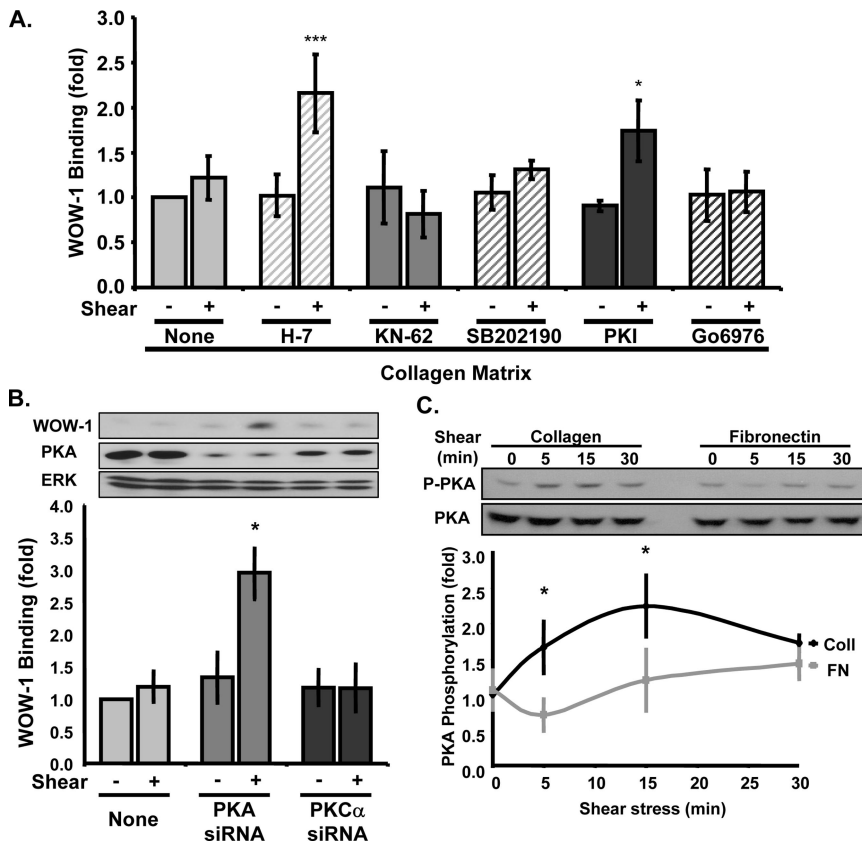 A.
WOW-1 Binding (fold)
3.0
2.5
2.0
1.5
1.0
0.5
0.0
***
*
Shear - + - + - + - + - + - +
None H-7 KN-62 SB202190 PKI Go6976
Collagen Matrix
B.
WOW-1
PKA
ERK
WOW-1 Binding (fold)
4.0
3.5
3.0
2.5
2.0
1.5
1.0
0.5
0.0
*
Shear - + - + - +
None PKA siRNA PKCα siRNA
C.
Shear (min)
Collagen Fibronectin
0 5 15 30 0 5 15 30
P-PKA
PKA
PKA Phosphorylation (fold)
3.0
2.5
2.0
1.5
1.0
0.5
0.0
* *
Coll
FN
0 5 10 15 20 25 30
Shear stress (min)